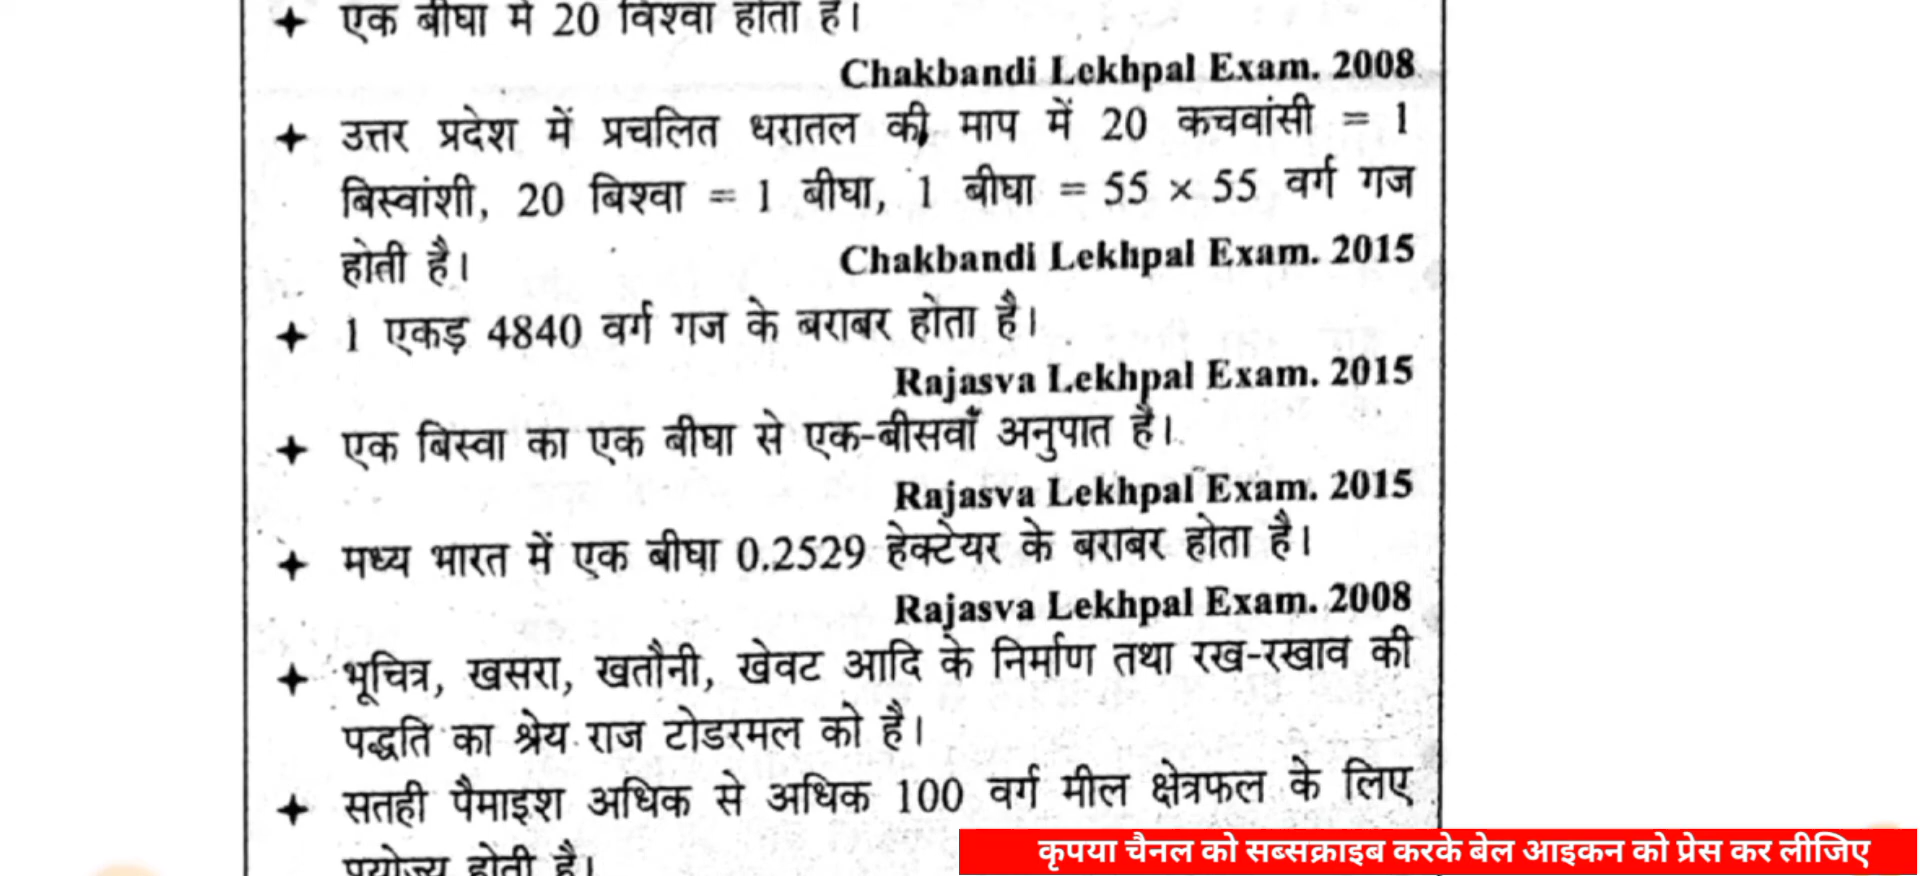 ✦ एक बीघा में 20 विश्वा होता है।
Chakbandi Lekhpal Exam. 2008
✦ उत्तर प्रदेश में प्रचलित धरातल की माप में 20 कचवांसी = 1
बिस्वांशी, 20 बिश्वा = 1 बीघा, 1 बीघा = 55 × 55 वर्ग गज
होती है। Chakbandi Lekhpal Exam. 2015
✦ 1 एकड़ 4840 वर्ग गज के बराबर होता है।
Rajasva Lekhpal Exam. 2015
✦ एक बिस्वा का एक बीघा से एक-बीसवाँ अनुपात है।
Rajasva Lekhpal Exam. 2015
✦ मध्य भारत में एक बीघा 0.2529 हेक्टेयर के बराबर होता है।
Rajasva Lekhpal Exam. 2008
✦ भूचित्र, खसरा, खतौनी, खेवट आदि के निर्माण तथा रख-रखाव की
पद्धति का श्रेय राज टोडरमल को है।
✦ सतही पैमाइश अधिक से अधिक 100 वर्ग मील क्षेत्रफल के लिए
प्रयोज्य होती है।
कृपया चैनल को सब्सक्राइब करके बेल आइकन को प्रेस कर लीजिए